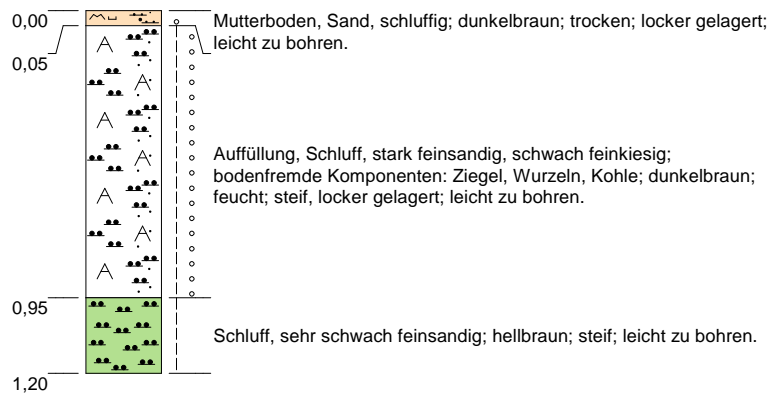 0,00
Mutterboden, Sand, schluffig; dunkelbraun; trocken; locker gelagert;
leicht zu bohren.
0,05
Auffüllung, Schluff, stark feinsandig, schwach feinkiesig;
bodenfremde Komponenten: Ziegel, Wurzeln, Kohle; dunkelbraun;
feucht; steif, locker gelagert; leicht zu bohren.
0,95
Schluff, sehr schwach feinsandig; hellbraun; steif; leicht zu bohren.
1,20